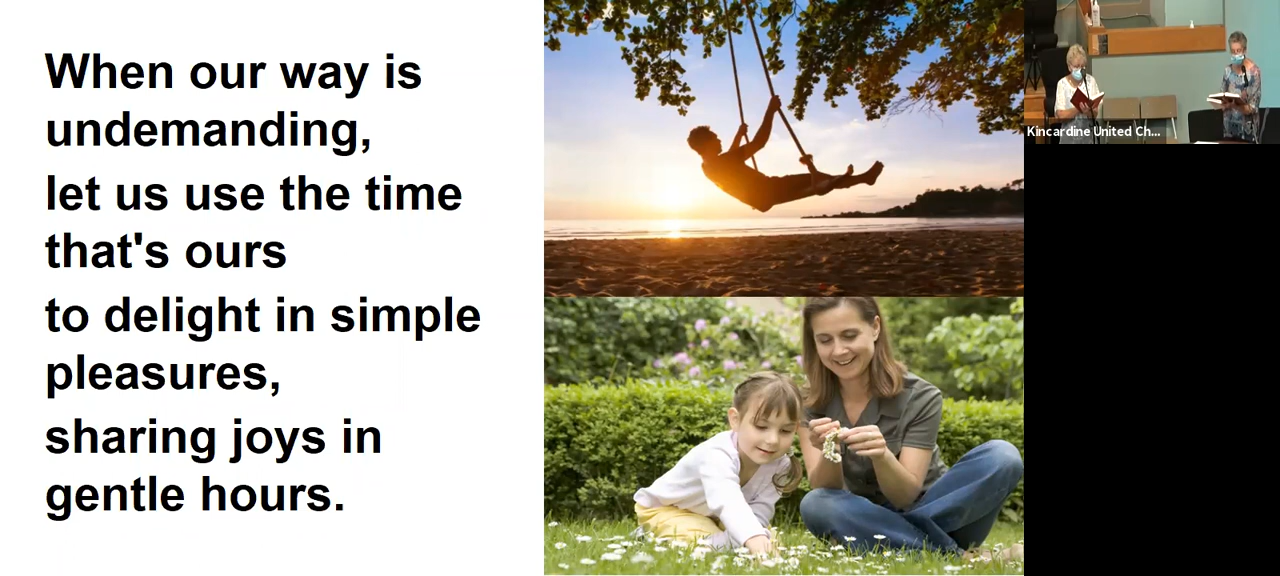 When our way is
undemanding,
let us use the time
that's ours
to delight in simple
pleasures,
sharing joys in
gentle hours.
Kincardine United Ch...